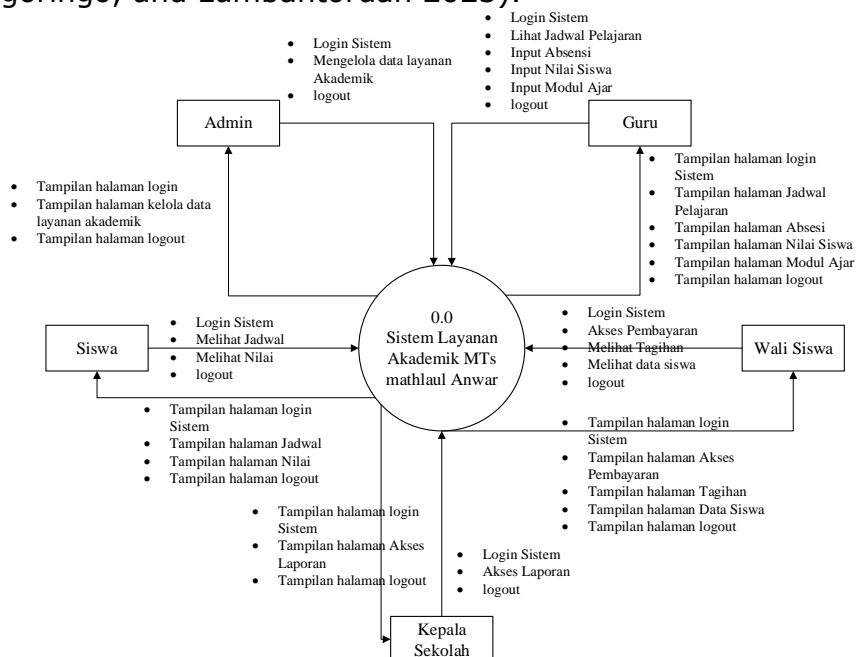 and 2023).
• Login Sistem
• Mengelola data layanan
Akademik
• logout
• Login Sistem
• Lihat Jadwal Pelajaran
• Input Absensi
• Input Nilai Siswa
• Input Modul Ajar
• logout
Admin
Guru
• Tampilan halaman login
• Tampilan halaman kelola data
layanan akademik
• Tampilan halaman logout
• Tampilan halaman login
Sistem
• Tampilan halaman Jadwal
Pelajaran
• Tampilan halaman Absesi
• Tampilan halaman Nilai Siswa
• Tampilan halaman Modul Ajar
• Tampilan halaman logout
0.0
Sistem Layanan
Akademik MTs
mathlaul Anwar
Siswa
• Login Sistem
• Melihat Jadwal
• Melihat Nilai
• logout
• Login Sistem
• Akses Pembayaran
• Melihat Tagihan
• Melihat data siswa
• logout
Wali Siswa
• Tampilan halaman login
Sistem
• Tampilan halaman Jadwal
• Tampilan halaman Nilai
• Tampilan halaman logout
• Tampilan halaman login
Sistem
• Tampilan halaman Akses
Pembayaran
• Tampilan halaman Tagihan
• Tampilan halaman Data Siswa
• Tampilan halaman logout
• Tampilan halaman login
Sistem
• Tampilan halaman Akses
Laporan
• Tampilan halaman logout
• Login Sistem
• Akses Laporan
• logout
Kepala
Sekolah